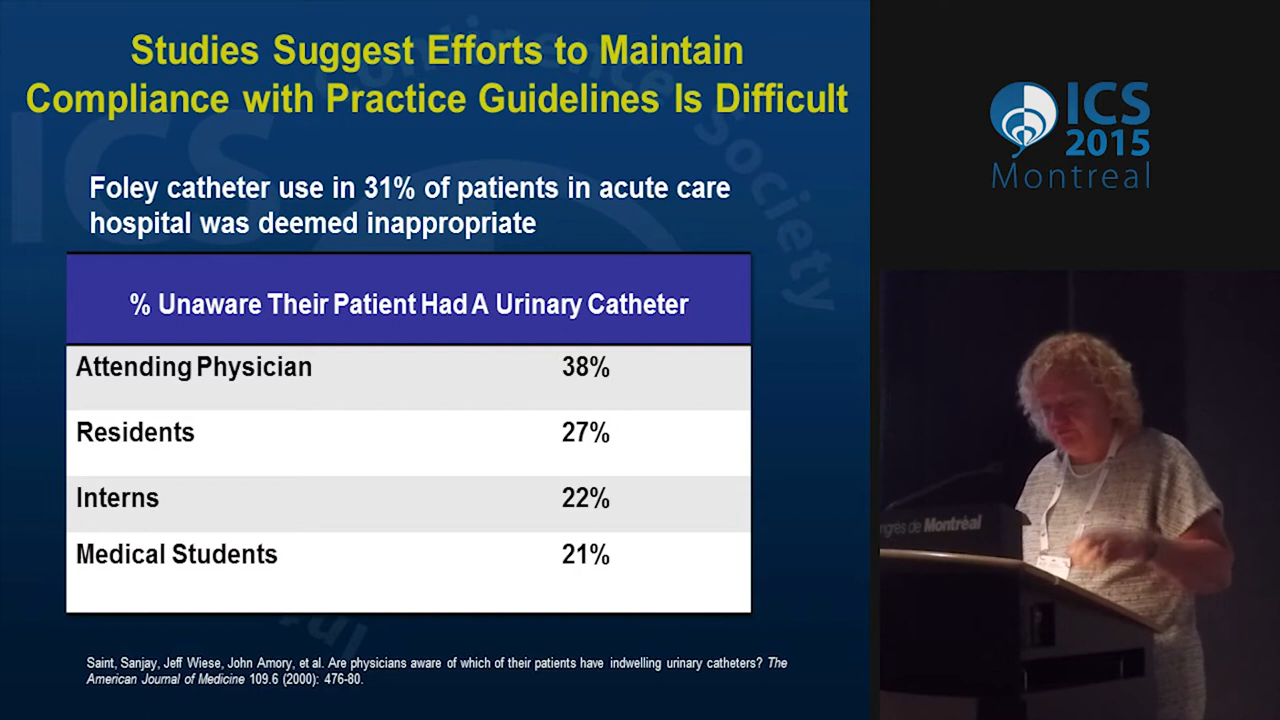 Studies Suggest Efforts to Maintain
Compliance with Practice Guidelines Is Difficult
Foley catheter use in 31% of patients in acute care
hospital was deemed inappropriate
% Unaware Their Patient Had A Urinary Catheter
Attending Physician 38%
Residents 27%
Interns 22%
Medical Students 21%
Saint, Sanjay, Jeff Wiese, John Amory, et al. Are physicians aware of which of their patients have indwelling urinary catheters? The
American Journal of Medicine 109.6 (2000): 476-80.
ICS
Continence
Society
ICS
2015
Montreal
de Montréal